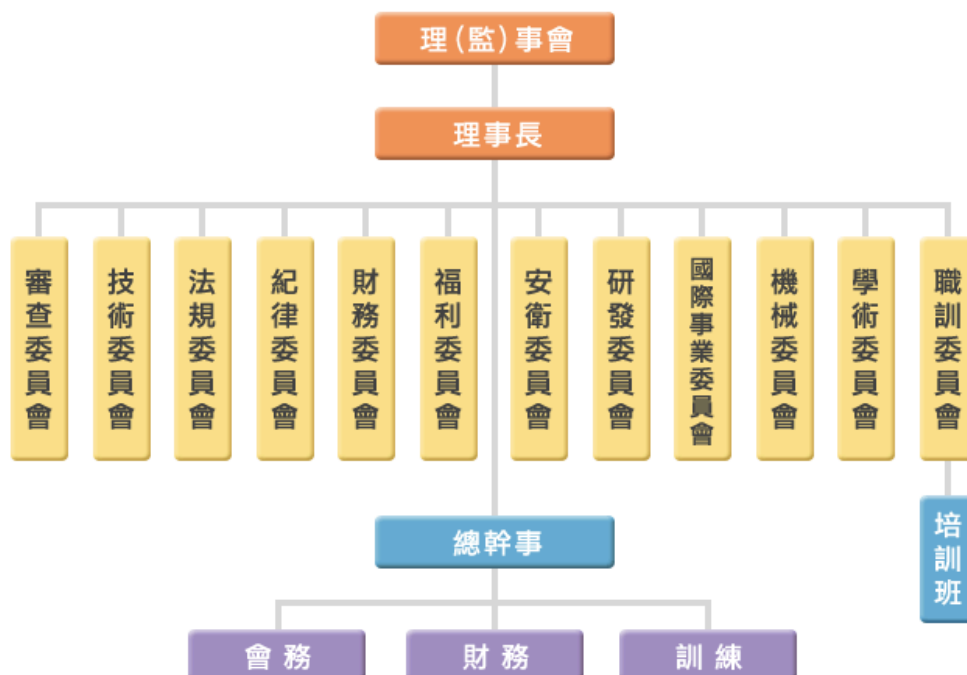 理(監)事會
理事長
審查委員會
技術委員會
法規委員會
紀律委員會
財務委員會
福利委員會
安衛委員會
研發委員會
國際事業委員會
機械委員會
學術委員會
職訓委員會
培訓班
總幹事
會務
財務
訓練